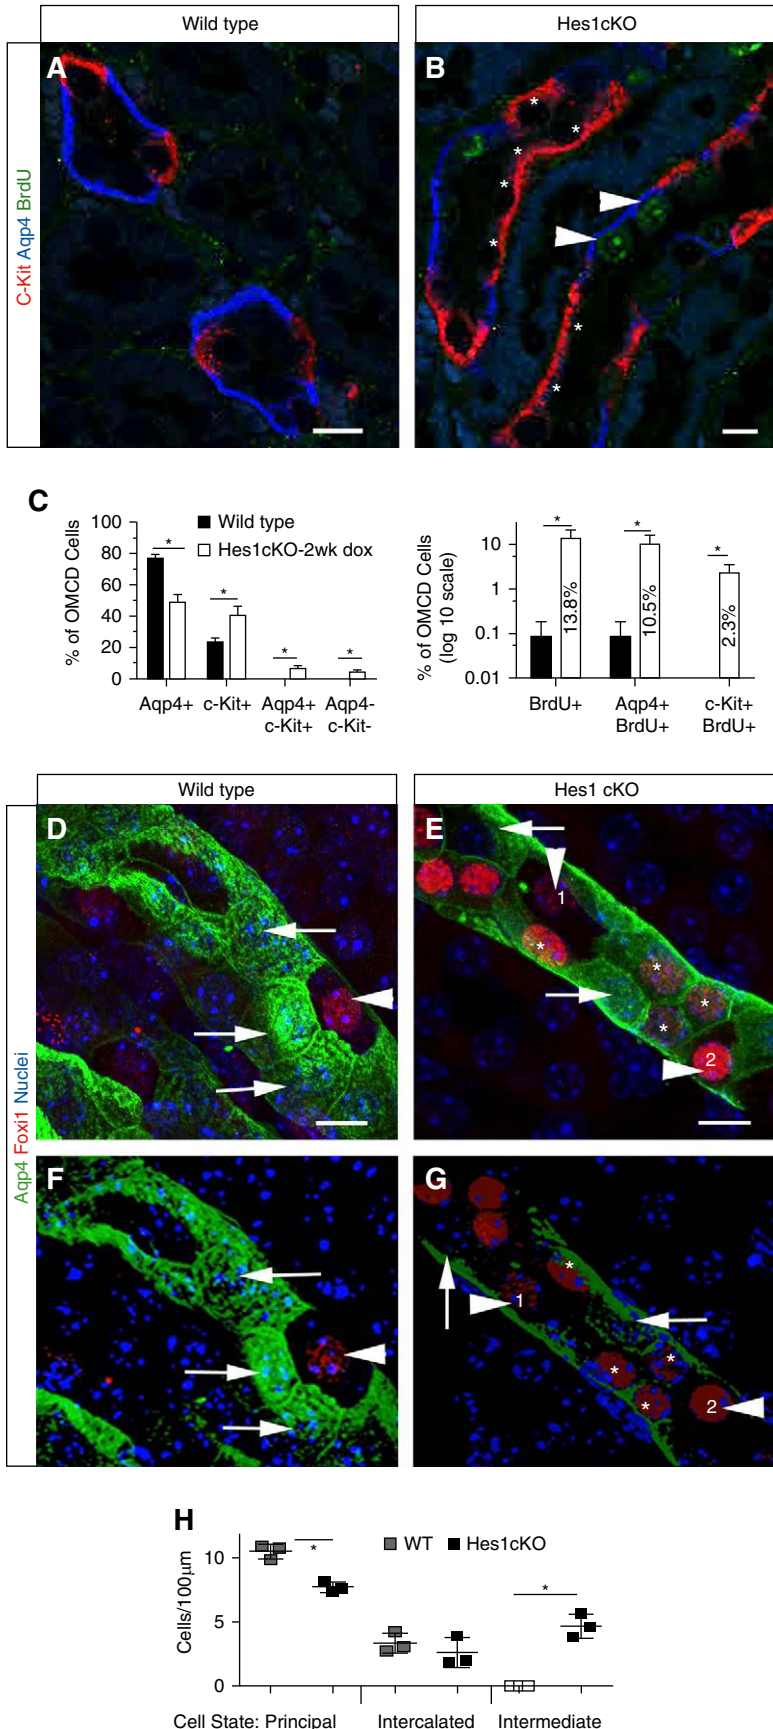 Wild type
Hes1cKO
C-Kit Aqp4 BrdU
A
B
*
*
*
*
*
*
*
C
% of OMCD Cells
100
80
60
40
20
0
Wild type
Hes1cKO-2wk dox
*
*
*
*
Aqp4+
c-Kit+
Aqp4+
c-Kit+
Aqp4-
c-Kit-
% of OMCD Cells
(log 10 scale)
10
1
0.1
0.01
*
*
*
13.8%
10.5%
2.3%
BrdU+
Aqp4+
BrdU+
c-Kit+
BrdU+
Wild type
Hes1 cKO
Aqp4 Foxi1 Nuclei
D
E
1
*
*
*
*
2
F
G
*
1
*
*
*
2
H
WT
Hes1cKO
Cells/100µm
10
5
0
*
*
Cell State: Principal
Intercalated
Intermediate